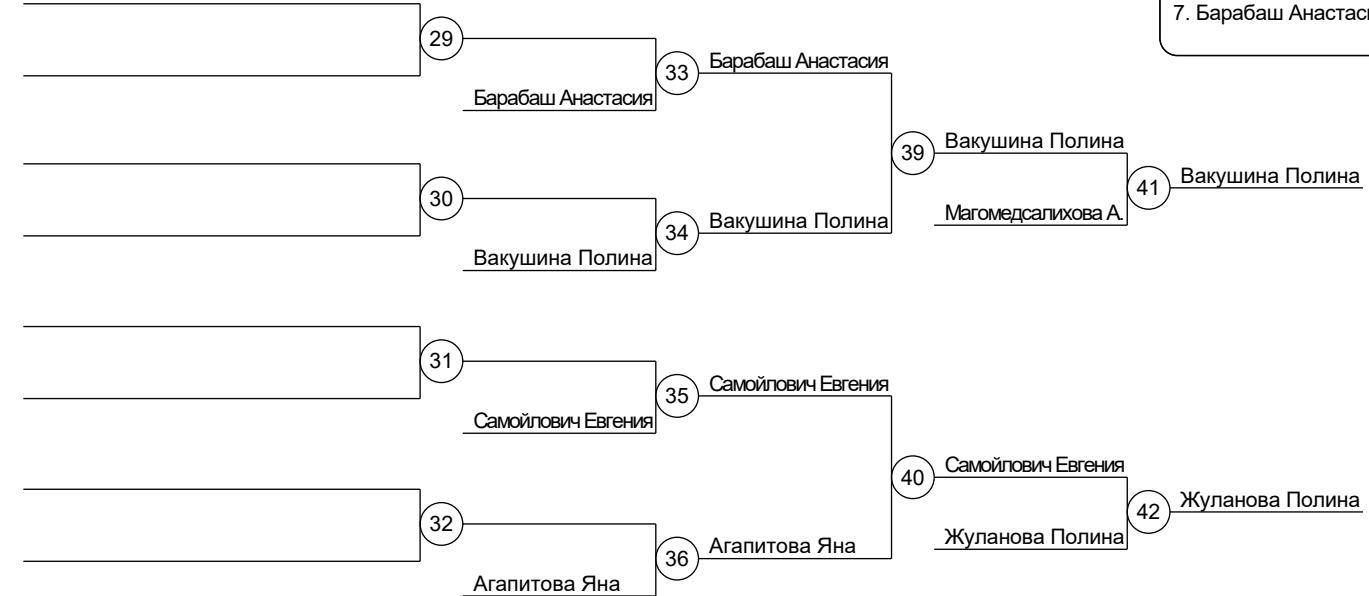 7. Барабаш Анастаси
29
Барабаш Анастасия
33
Барабаш Анастасия
39
Вакушина Полина
41
Вакушина Полина
30
34
Вакушина Полина
Магомедсалихова А.
Вакушина Полина
31
35
Самойлович Евгения
Самойлович Евгения
40
Самойлович Евгения
42
Жуланова Полина
32
36
Агапитова Яна
Жуланова Полина
Агапитова Яна